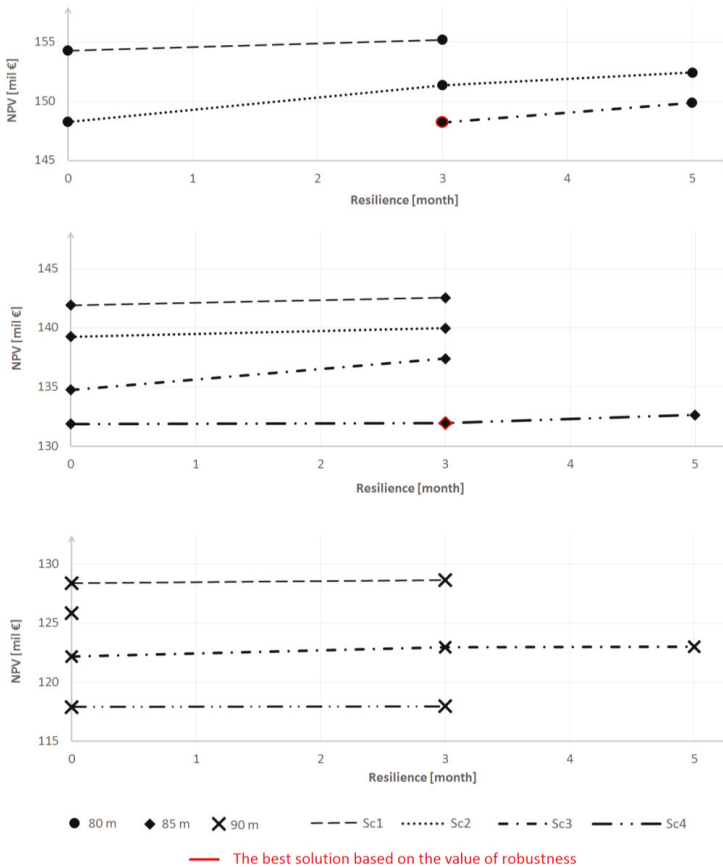 NPV [mil €]
155
150
145
0 1 2 3 4 5
Resilience [month]
NPV [mil €]
145
140
135
130
0 1 2 3 4 5
Resilience [month]
NPV [mil €]
130
125
120
115
0 1 2 3 4 5
Resilience [month]
80 m 85 m 90 m Sc1 Sc2 Sc3 Sc4
The best solution based on the value of robustness